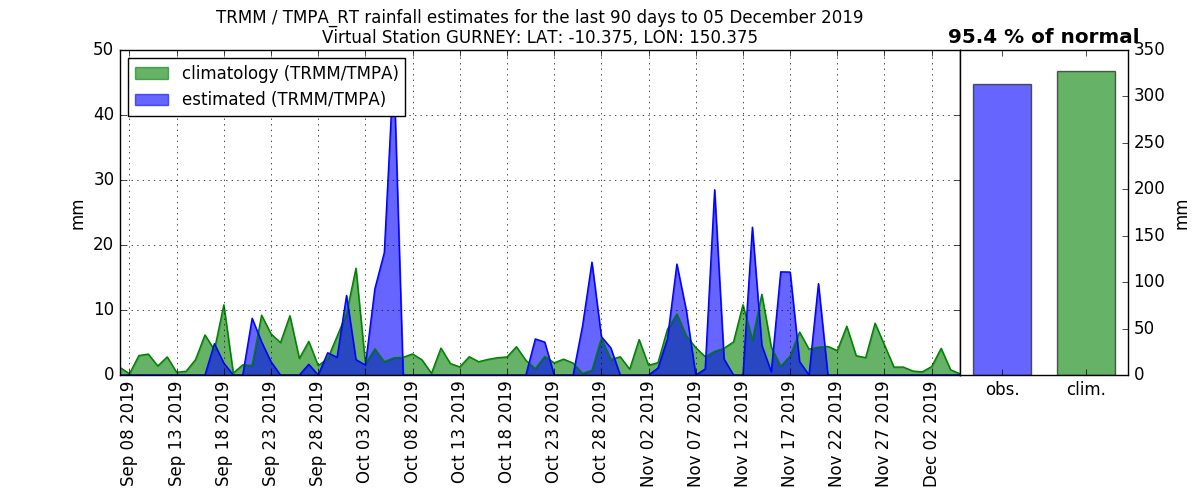 TRMM / TMPA_RT rainfall estimates for the last 90 days to 05 December 2019
Virtual Station GURNEY: LAT: -10.375, LON: 150.375
95.4 % of normal
climatology (TRMM/TMPA)
estimated (TRMM/TMPA)
50
40
30
20
10
0
mm
Sep 08 2019
Sep 13 2019
Sep 18 2019
Sep 23 2019
Sep 28 2019
Oct 03 2019
Oct 08 2019
Oct 13 2019
Oct 18 2019
Oct 23 2019
Oct 28 2019
Nov 02 2019
Nov 07 2019
Nov 12 2019
Nov 17 2019
Nov 22 2019
Nov 27 2019
Dec 02 2019
obs.
clim.
350
300
250
200
150
100
50
0
mm